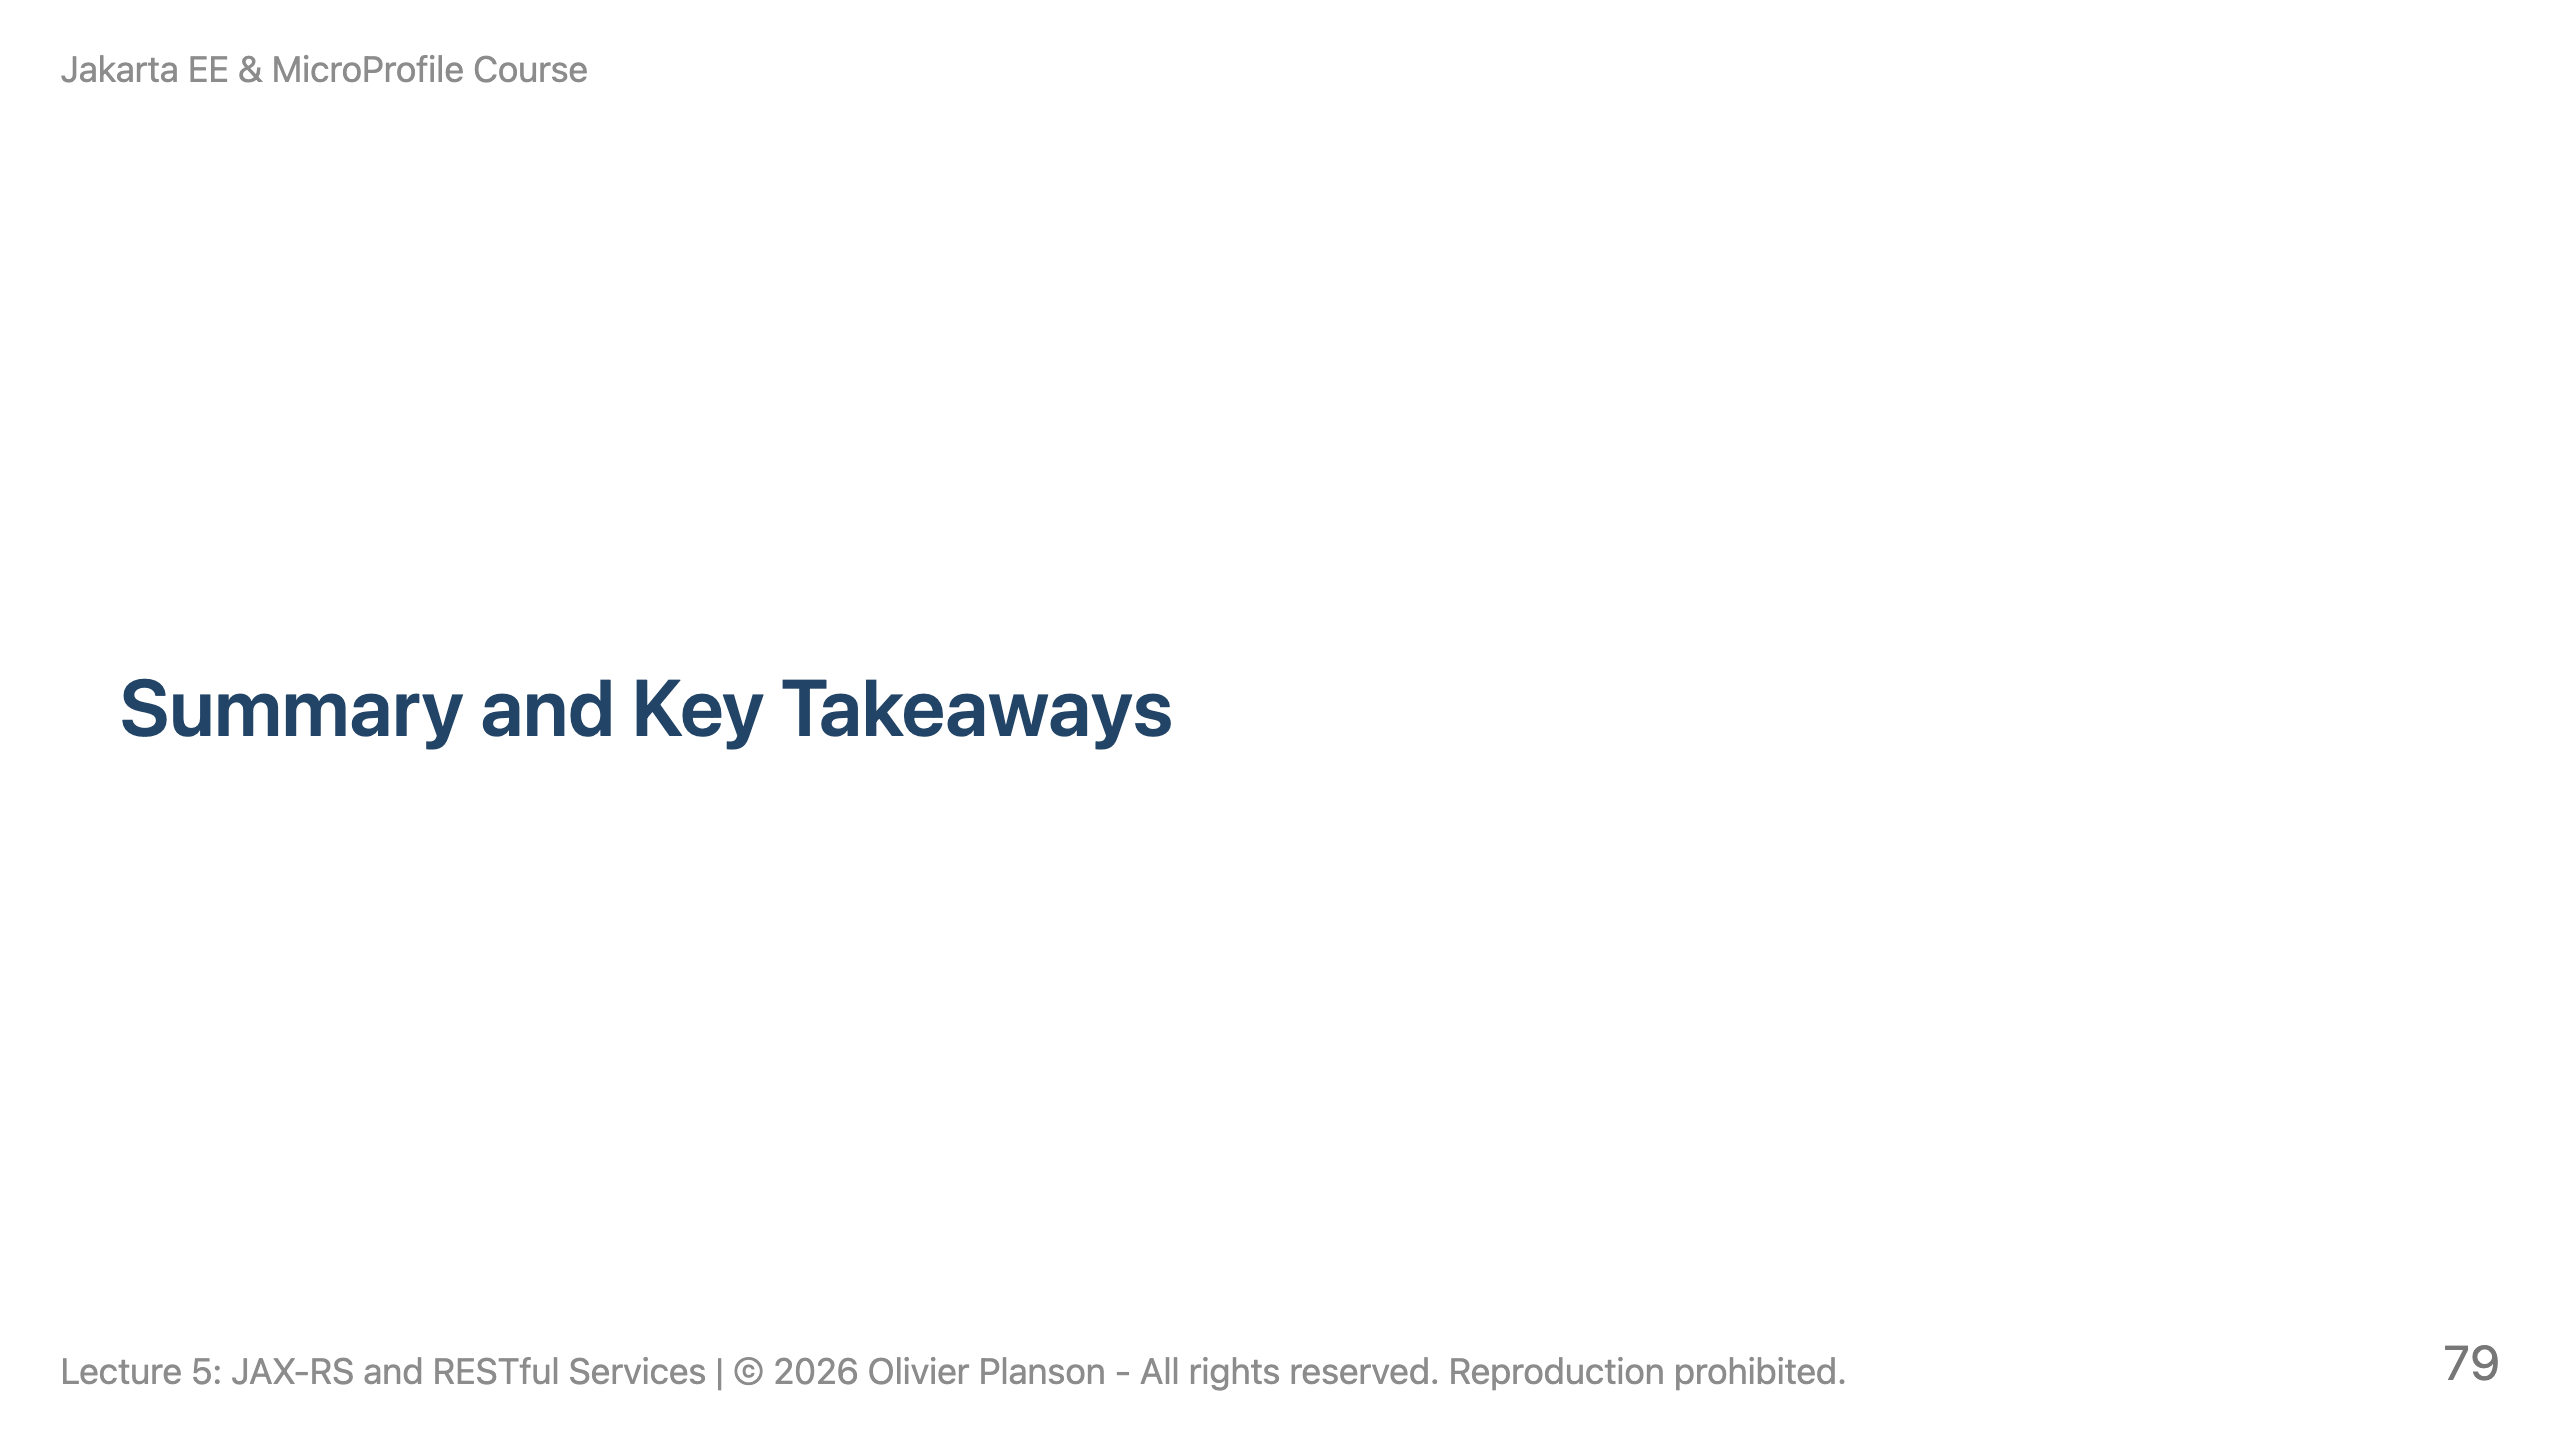 Jakarta EE & MicroProfile Course
Summary and Key Takeaways
Lecture 5: JAX-RS and RESTful Services | © 2026 Olivier Planson - All rights reserved. Reproduction prohibited.
79